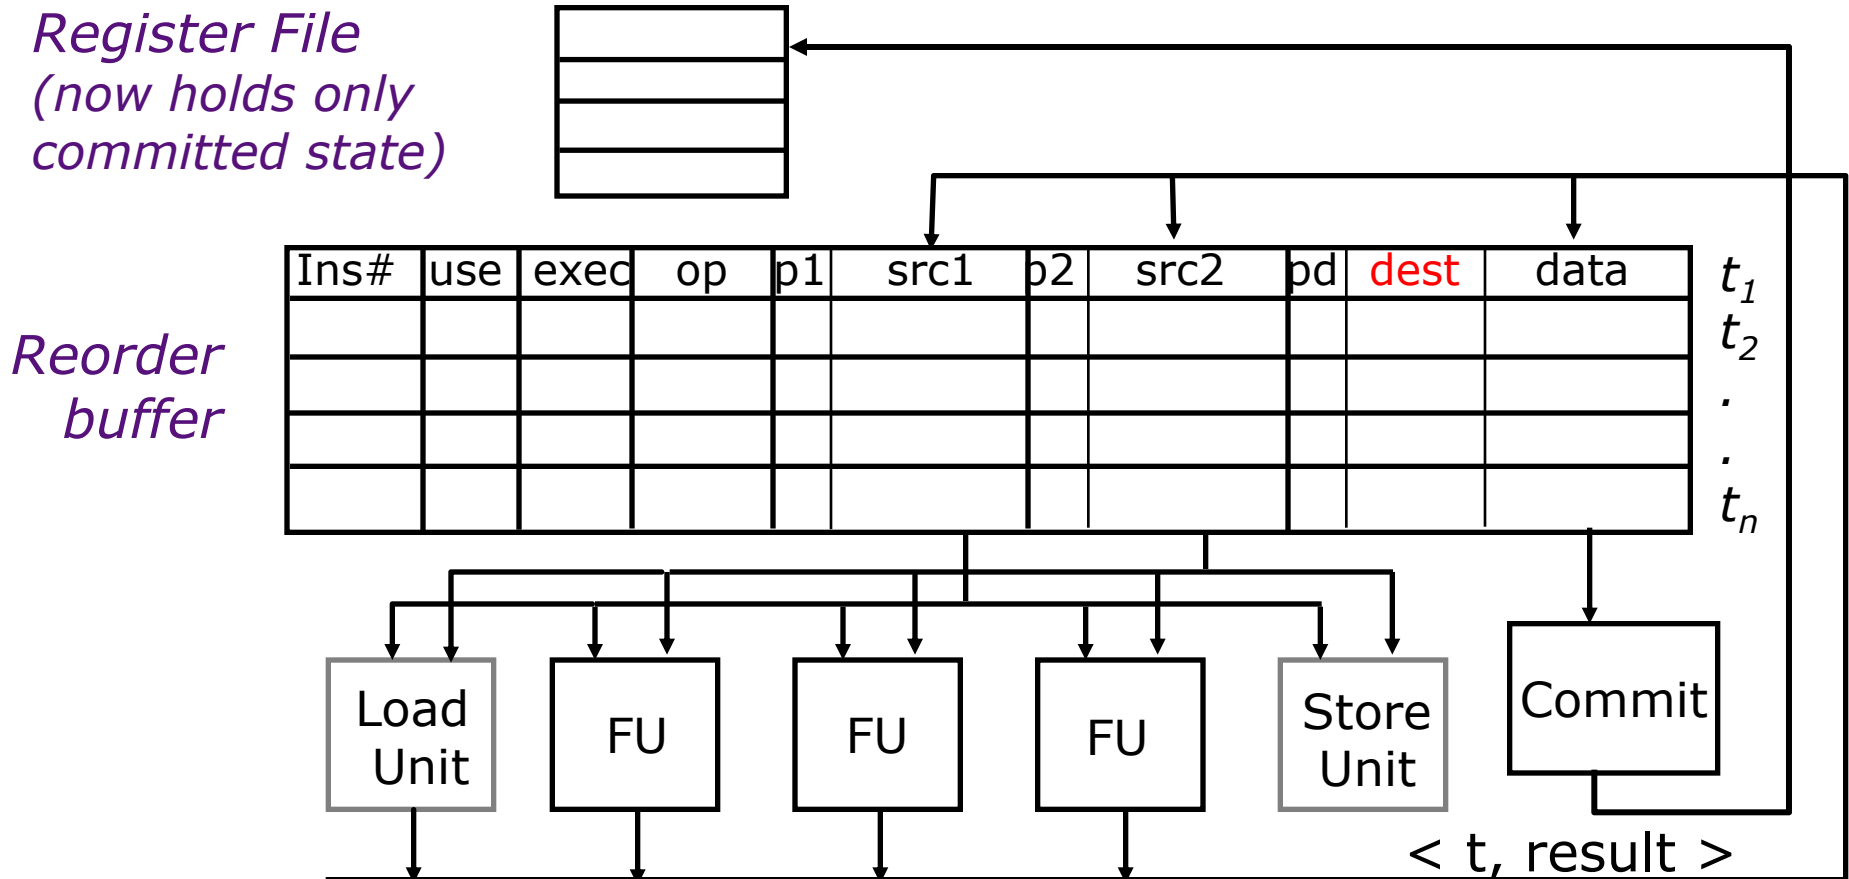 Register File
(now holds only
committed state)
Ins# use exec op p1 src1 p2 src2 pd dest data t1
t2
.
.
tn
Reorder
buffer
Load
Unit
FU
FU
FU
Store
Unit
Commit
< t, result >